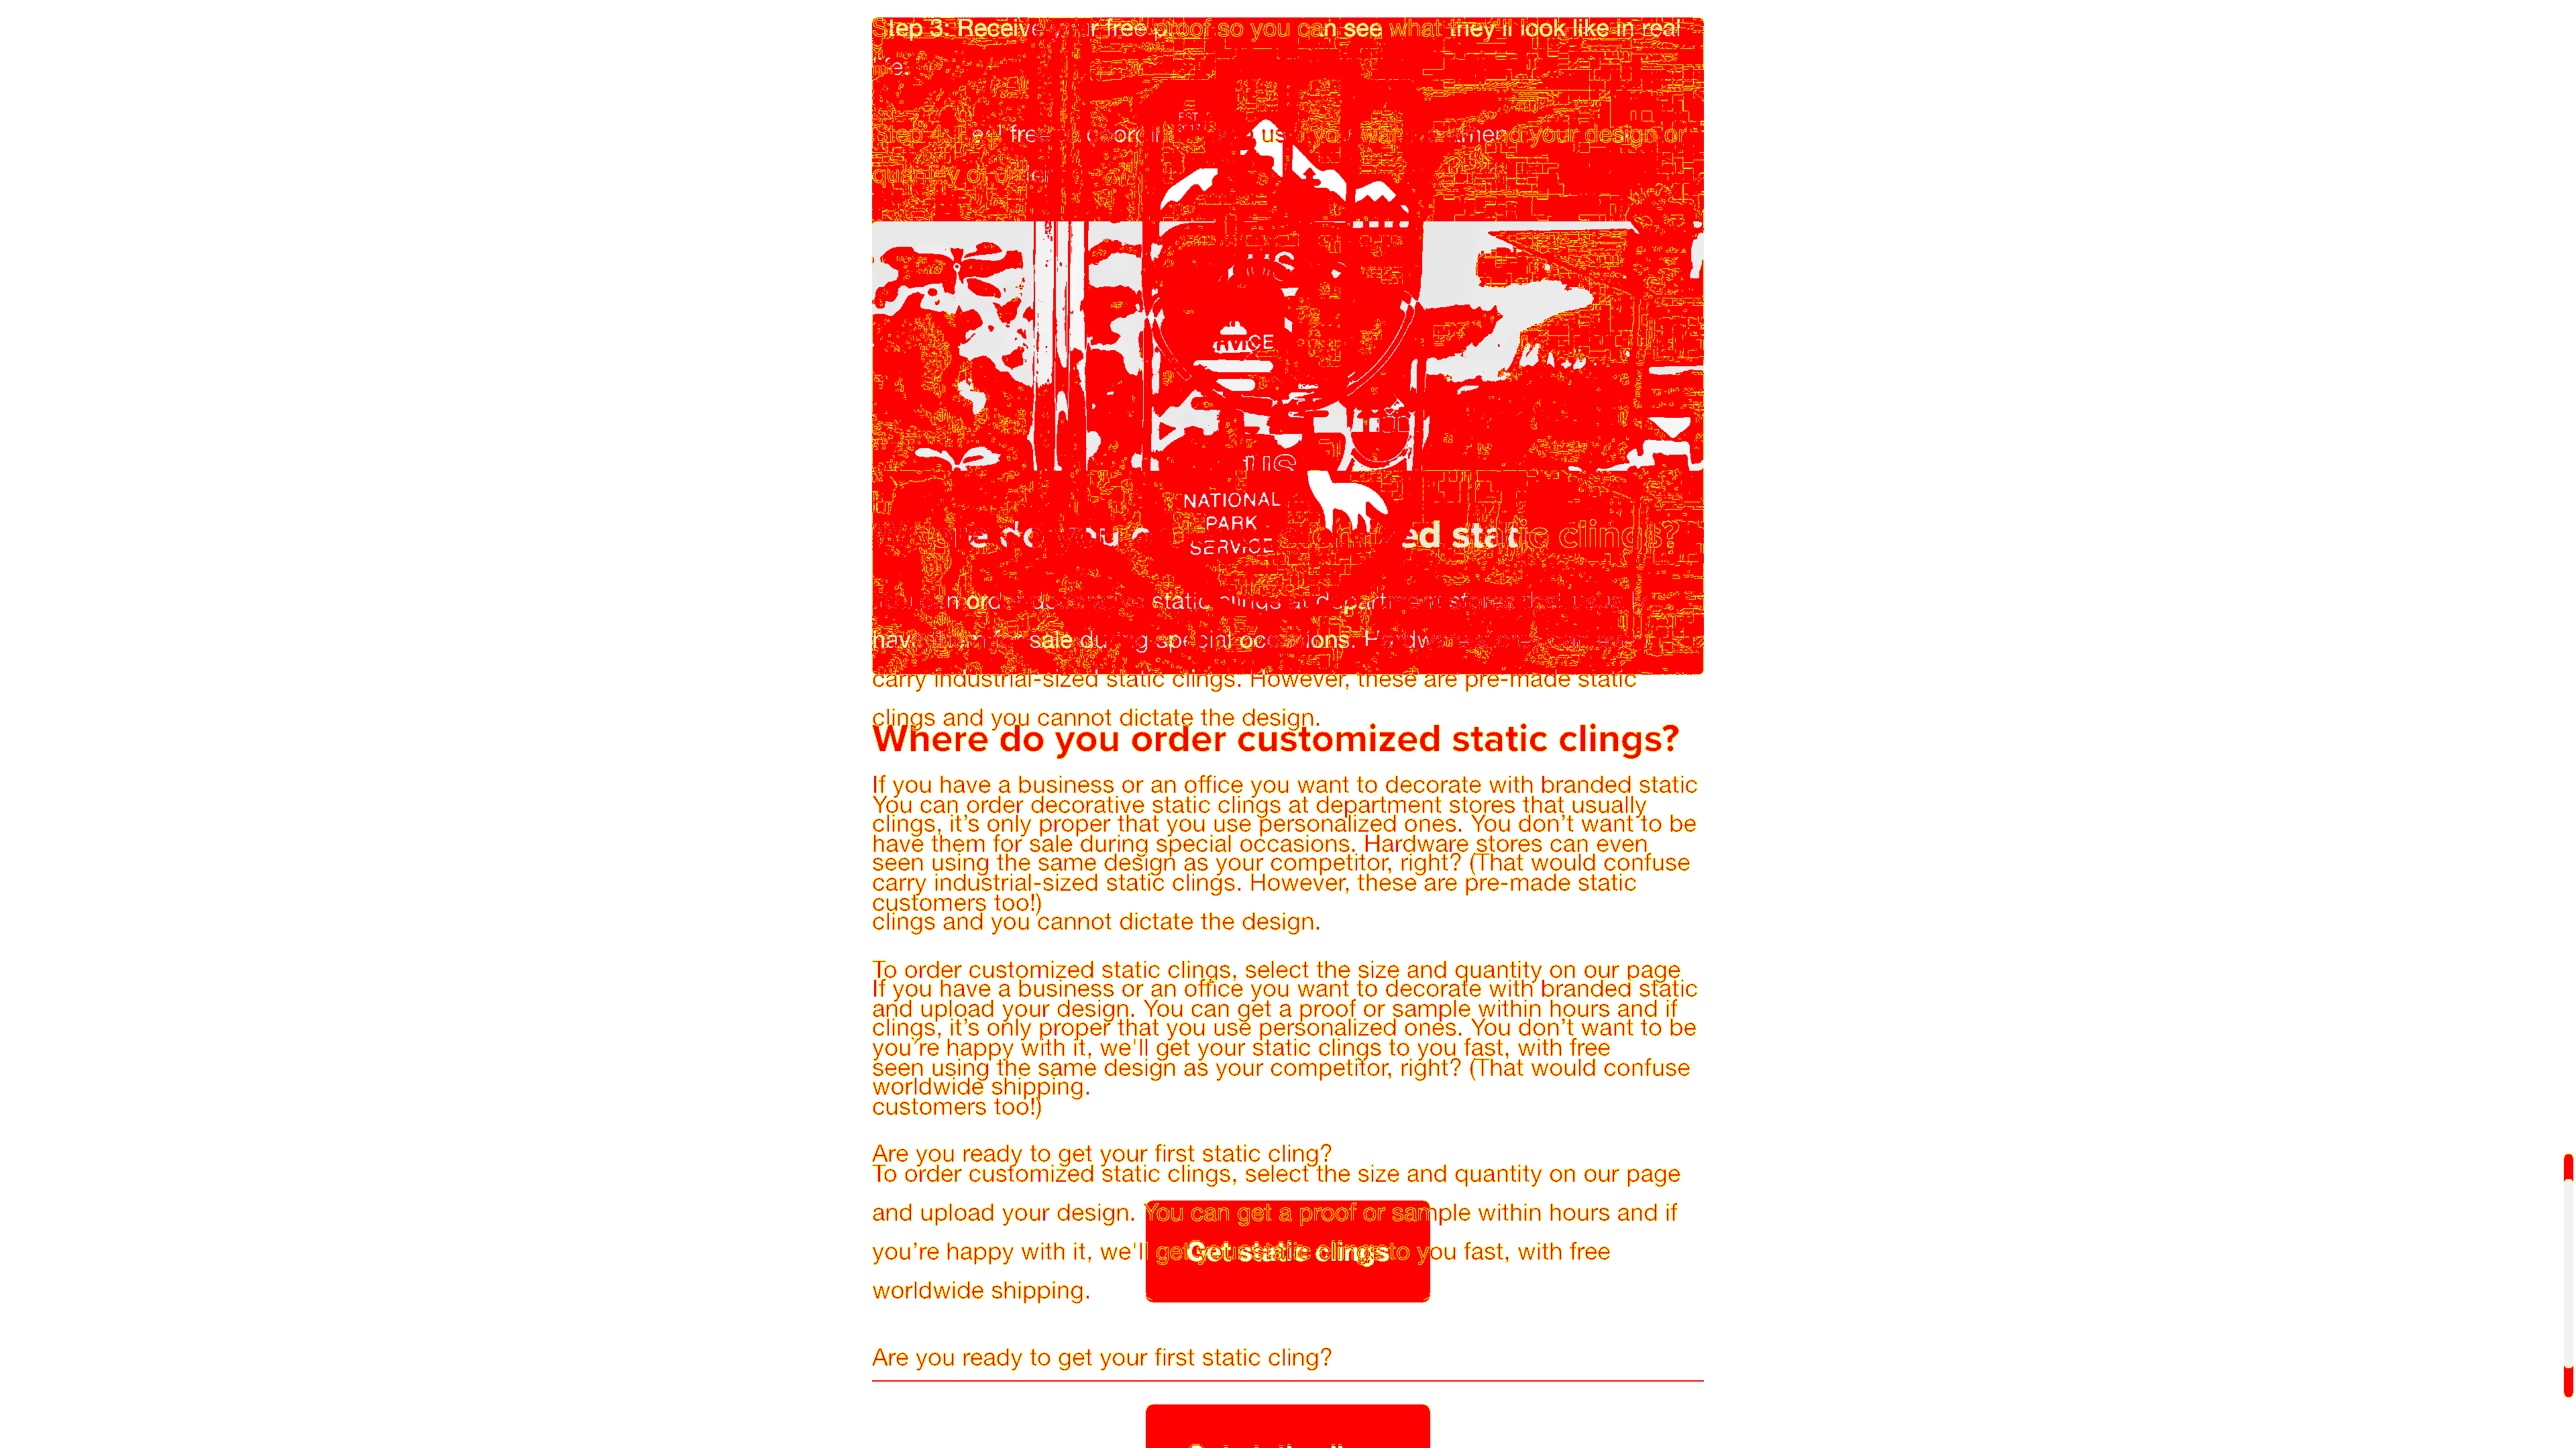 Step 3: Receive your free proof so you can see what they'll look like in real
life.
EST
Step 4: Feel free to coordinate with us if you want to amend your design or
quantity of order
US
SERVICE
US
NATIONAL
PARK
SERVICE
Where do you order customized static clings?
You can order decorative static clings at department stores that usually
have them for sale during special occasions. Hardware stores can even
carry industrial-sized static clings. However, these are pre-made static
clings and you cannot dictate the design.
Where do you order customized static clings?
If you have a business or an office you want to decorate with branded static
You can order decorative static clings at department stores that usually
clings, it’s only proper that you use personalized ones. You don’t want to be
have them for sale during special occasions. Hardware stores can even
seen using the same design as your competitor, right? (That would confuse
carry industrial-sized static clings. However, these are pre-made static
customers too!)
clings and you cannot dictate the design.
To order customized static clings, select the size and quantity on our page
If you have a business or an office you want to decorate with branded static
and upload your design. You can get a proof or sample within hours and if
clings, it’s only proper that you use personalized ones. You don’t want to be
you’re happy with it, we'll get your static clings to you fast, with free
seen using the same design as your competitor, right? (That would confuse
worldwide shipping.
customers too!)
Are you ready to get your first static cling?
To order customized static clings, select the size and quantity on our page
and upload your design. You can get a proof or sample within hours and if
Get static clings
you’re happy with it, we'll get your static clings to you fast, with free
worldwide shipping.
Are you ready to get your first static cling?